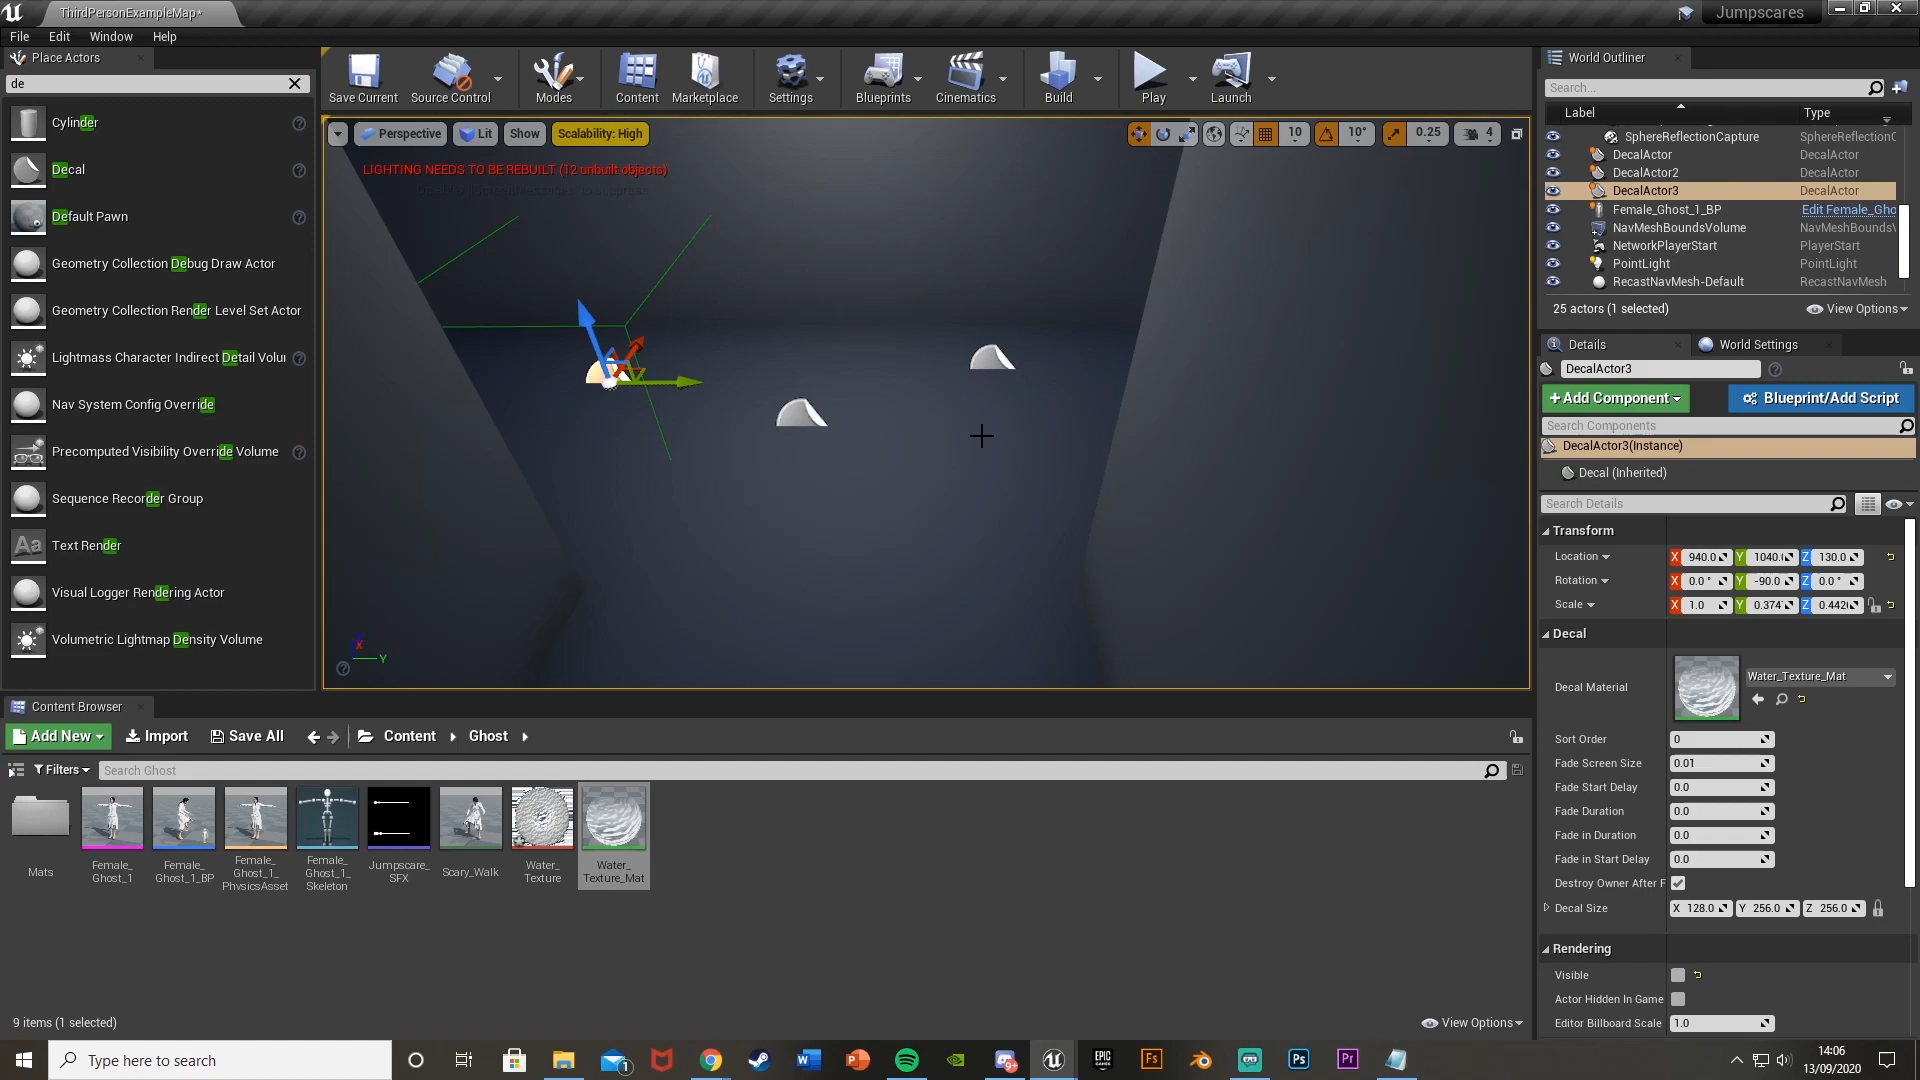 ThirdPersonExampleMap*
Jumpscares
File Edit Window Help
Place Actors
de
Cylinder
Decal
Default Pawn
Geometry Collection Debug Draw Actor
Geometry Collection Render Level Set Actor
Lightmass Character Indirect Detail Volu
Nav System Config Override
Precomputed Visibility Override Volume
Sequence Recorder Group
Text Render
Visual Logger Rendering Actor
Volumetric Lightmap Density Volume
Save Current
Source Control
Modes
Content
Marketplace
Settings
Blueprints
Cinematics
Build
Play
Launch
Perspective
Lit
Show
Scalability: High
10
10°
0.25
4
LIGHTING NEEDS TO BE REBUILT (12 unbuilt objects)
X
Y
World Outliner
Search...
Label Type
SphereReflectionCapture SphereReflectionC
DecalActor DecalActor
DecalActor2 DecalActor
DecalActor3 DecalActor
Female_Ghost_1_BP Edit Female_Gho
NavMeshBoundsVolume NavMeshBoundsV
NetworkPlayerStart PlayerStart
PointLight PointLight
RecastNavMesh-Default RecastNavMesh
25 actors (1 selected)
View Options
Details
World Settings
DecalActor3
+Add Component
Blueprint/Add Script
Search Components
DecalActor3(Instance)
Decal (Inherited)
Search Details
Transform
Location X 940.0 Y 1040.( Z 130.0
Rotation X 0.0 ° Y -90.0 Z 0.0 °
Scale X 1.0 Y 0.374 Z 0.442
Decal
Decal Material
Water_Texture_Mat
Sort Order 0
Fade Screen Size 0.01
Fade Start Delay 0.0
Fade Duration 0.0
Fade in Duration 0.0
Fade in Start Delay 0.0
Destroy Owner After F
Decal Size X 128.0 Y 256.0 Z 256.0
Rendering
Visible
Actor Hidden In Game
Editor Billboard Scale 1.0
Content Browser
Add New
Import
Save All
Content
Ghost
Filters
Search Ghost
Mats
Female_
Ghost_1
Female_
Ghost_1_BP
Female_
Ghost_1_
PhysicsAsset
Female_
Ghost_1_
Skeleton
Jumpscare_
SFX
Scary_Walk
Water_
Texture
Water_
Texture_Mat
9 items (1 selected)
View Options
Type here to search
14:06
13/09/2020